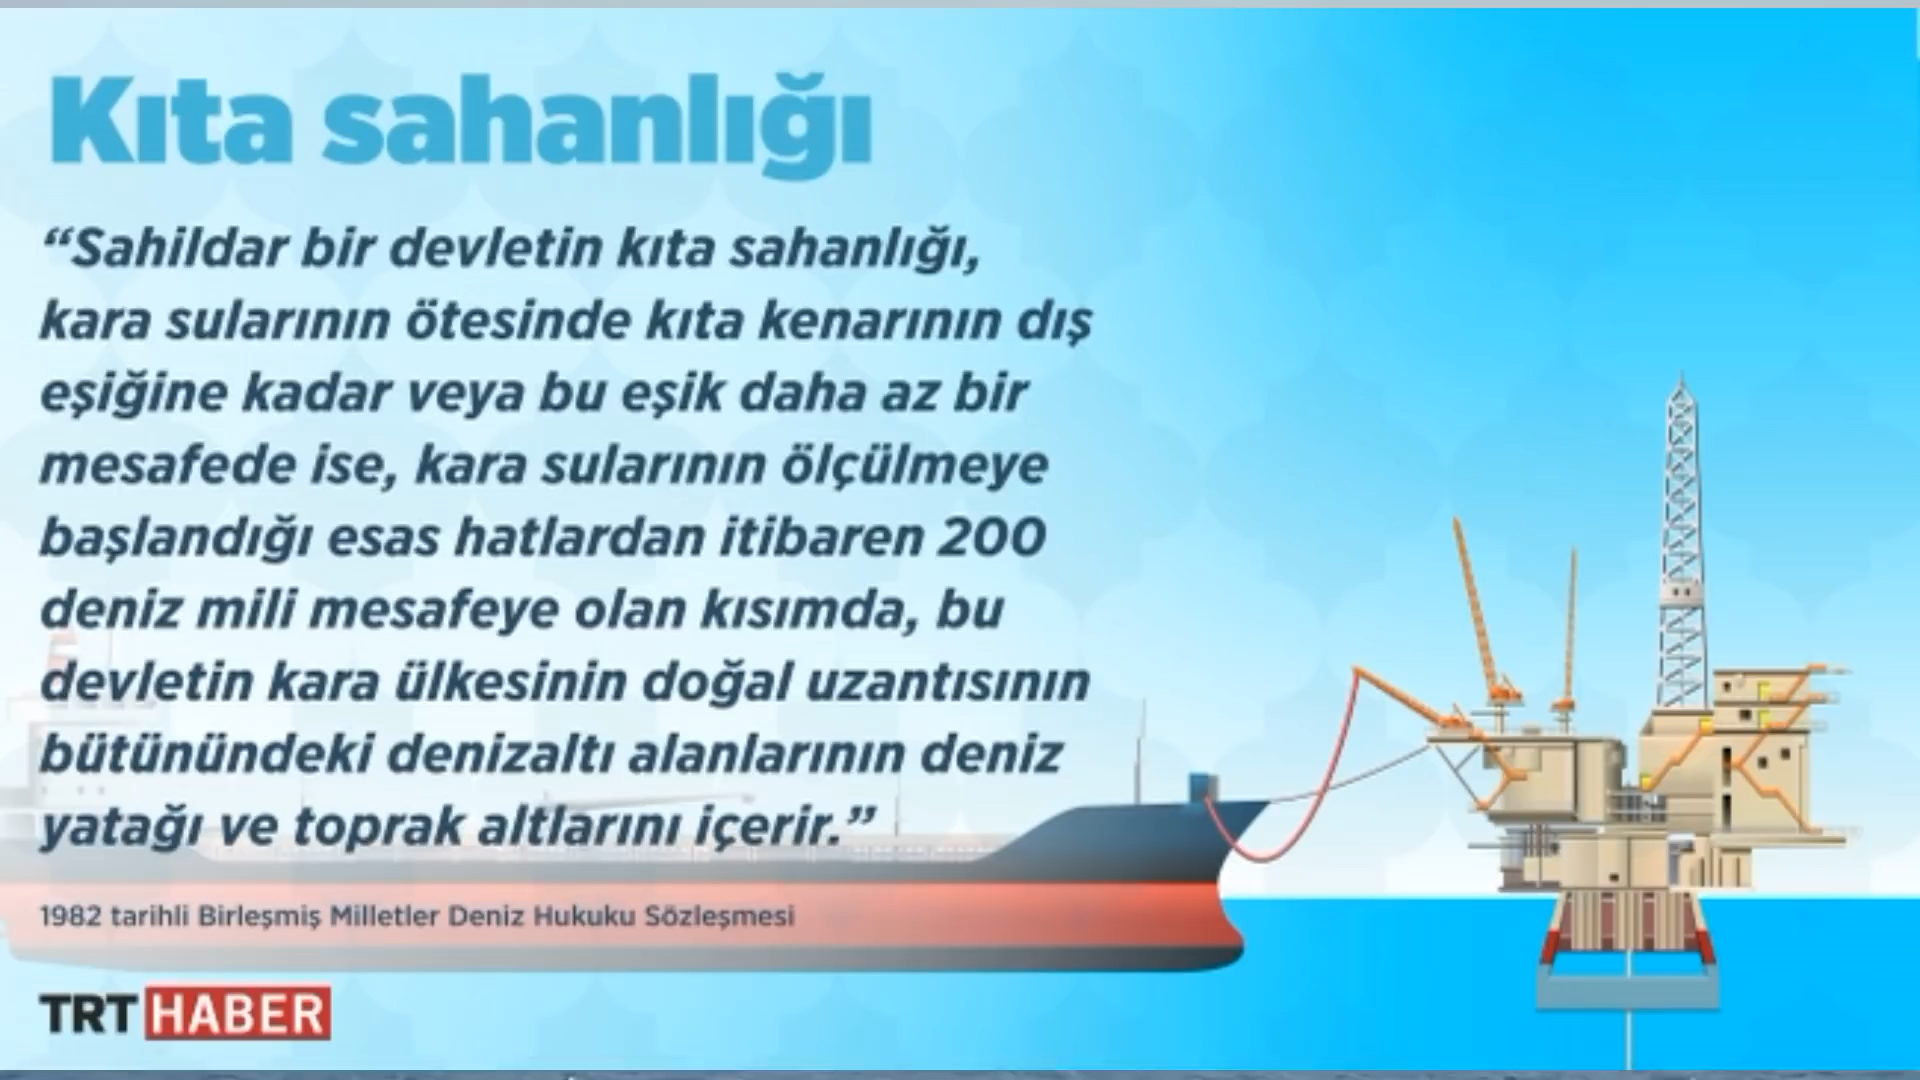 Kıta sahanlığı
“Sahildar bir devletin kıta sahanlığı,
kara sularının ötesinde kıta kenarının dış
eşiğine kadar veya bu eşik daha az bir
mesafede ise, kara sularının ölçülmeye
başlandığı esas hatlardan itibaren 200
deniz mili mesafeye olan kısımda, bu
devletin kara ülkesinin doğal uzantısının
bütünündeki denizaltı alanlarının deniz
yatağı ve toprak altlarını içerir.”
1982 tarihli Birleşmiş Milletler Deniz Hukuku Sözleşmesi
TRT HABER